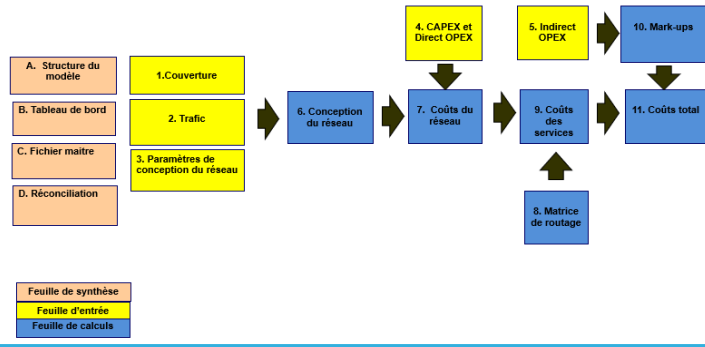 A. Structure du
modèle
B. Tableau de bord
C. Fichier maitre
D. Réconciliation
1.Couverture
2. Trafic
3. Paramètres de
conception du réseau
4. CAPEX et
Direct OPEX
5. Indirect
OPEX
10. Mark-ups
6. Conception
du réseau
7. Coûts du
réseau
9. Coûts
des
services
11. Coûts total
8. Matrice
de routage
Feuille de synthèse
Feuille d'entrée
Feuille de calculs